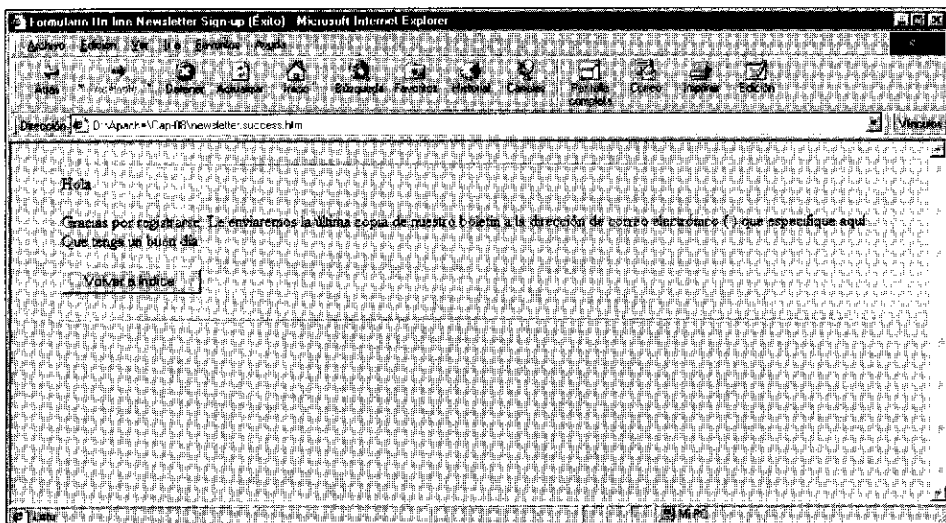 Formulario Iln Inn Newsletter Sign-up (Éxito) Microsoft Internet Explorer
Archivo Edición Ver Ir a Favoritos Ayuda
Atrás Detener Actualizar Inicio Búsqueda Favoritos Historial Canales Pantalla completa Correo Imprimir Edición
Dirección D:\Apache\Cap-08\newsletter.success.htm Vínculos
Hola
Gracias por registrarse. Le enviaremos la última copia de nuestro boletín a la dirección de correo electrónico ( ) que especifique aquí.
Que tenga un buen día
Volver a índice
Listo Mi PC